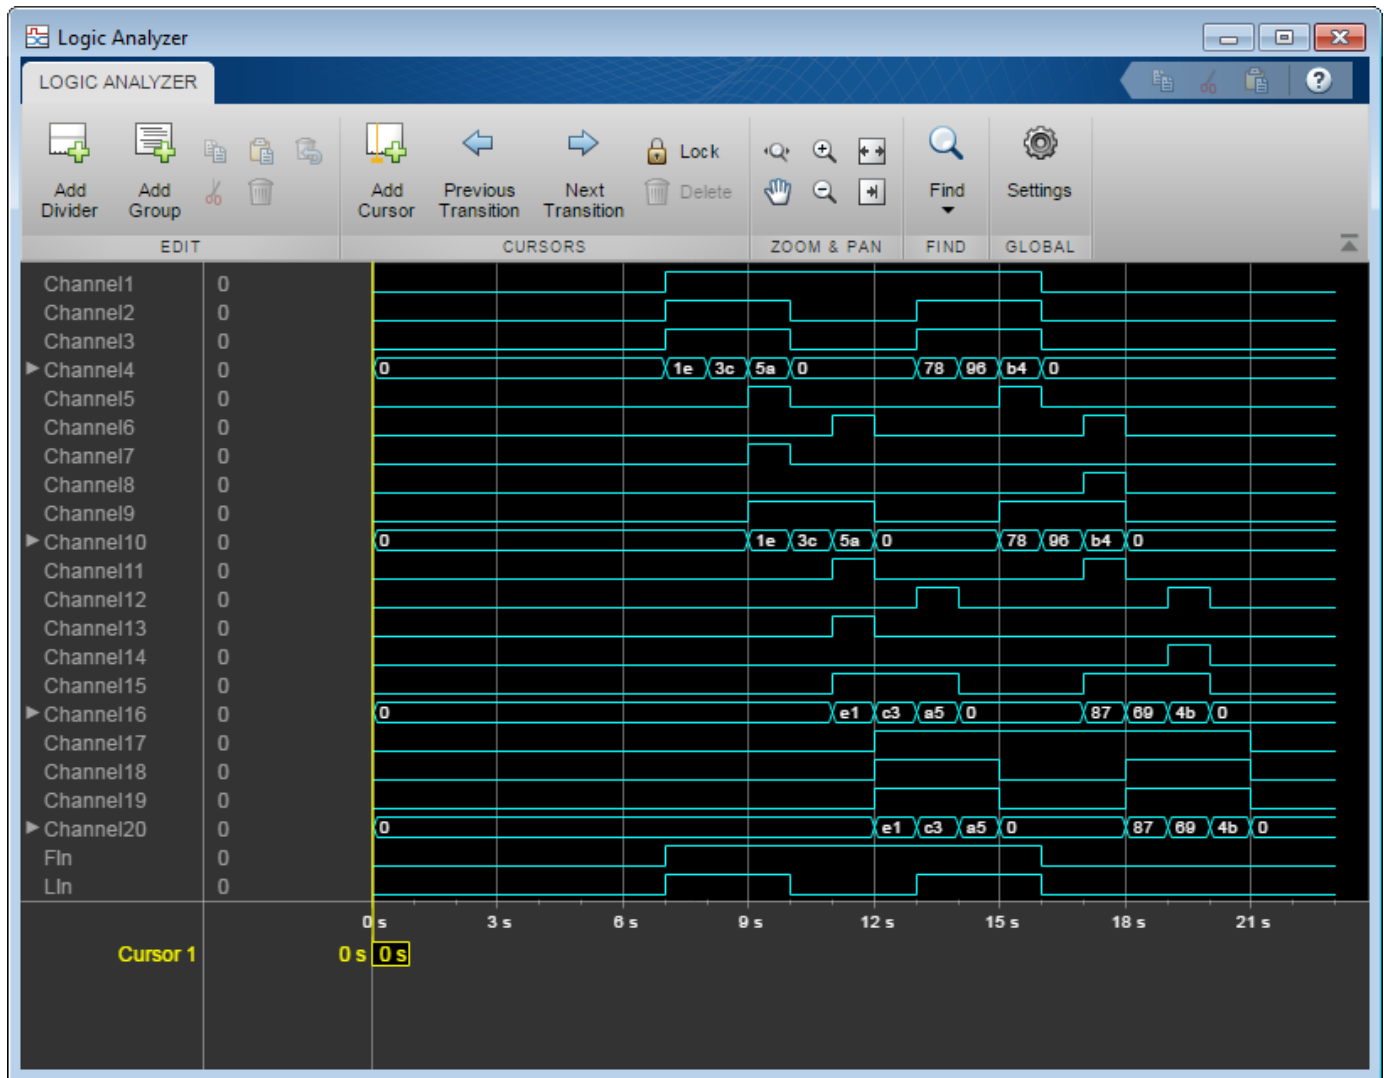 Logic Analyzer
LOGIC ANALYZER
?
Add Divider
Add Group
Add Cursor
Previous Transition
Next Transition
Lock
Delete
Find
Settings
EDIT
CURSORS
ZOOM & PAN
FIND
GLOBAL
Channel1 0
Channel2 0
Channel3 0
Channel4 0 0 1e 3c 5a 0 78 96 b4 0
Channel5 0
Channel6 0
Channel7 0
Channel8 0
Channel9 0
Channel10 0 0 1e 3c 5a 0 78 96 b4 0
Channel11 0
Channel12 0
Channel13 0
Channel14 0
Channel15 0
Channel16 0 0 e1 c3 a5 0 87 69 4b 0
Channel17 0
Channel18 0
Channel19 0
Channel20 0 0 e1 c3 a5 0 87 69 4b 0
FIn 0
LIn 0
0 s 3 s 6 s 9 s 12 s 15 s 18 s 21 s
Cursor 1 0 s 0 s